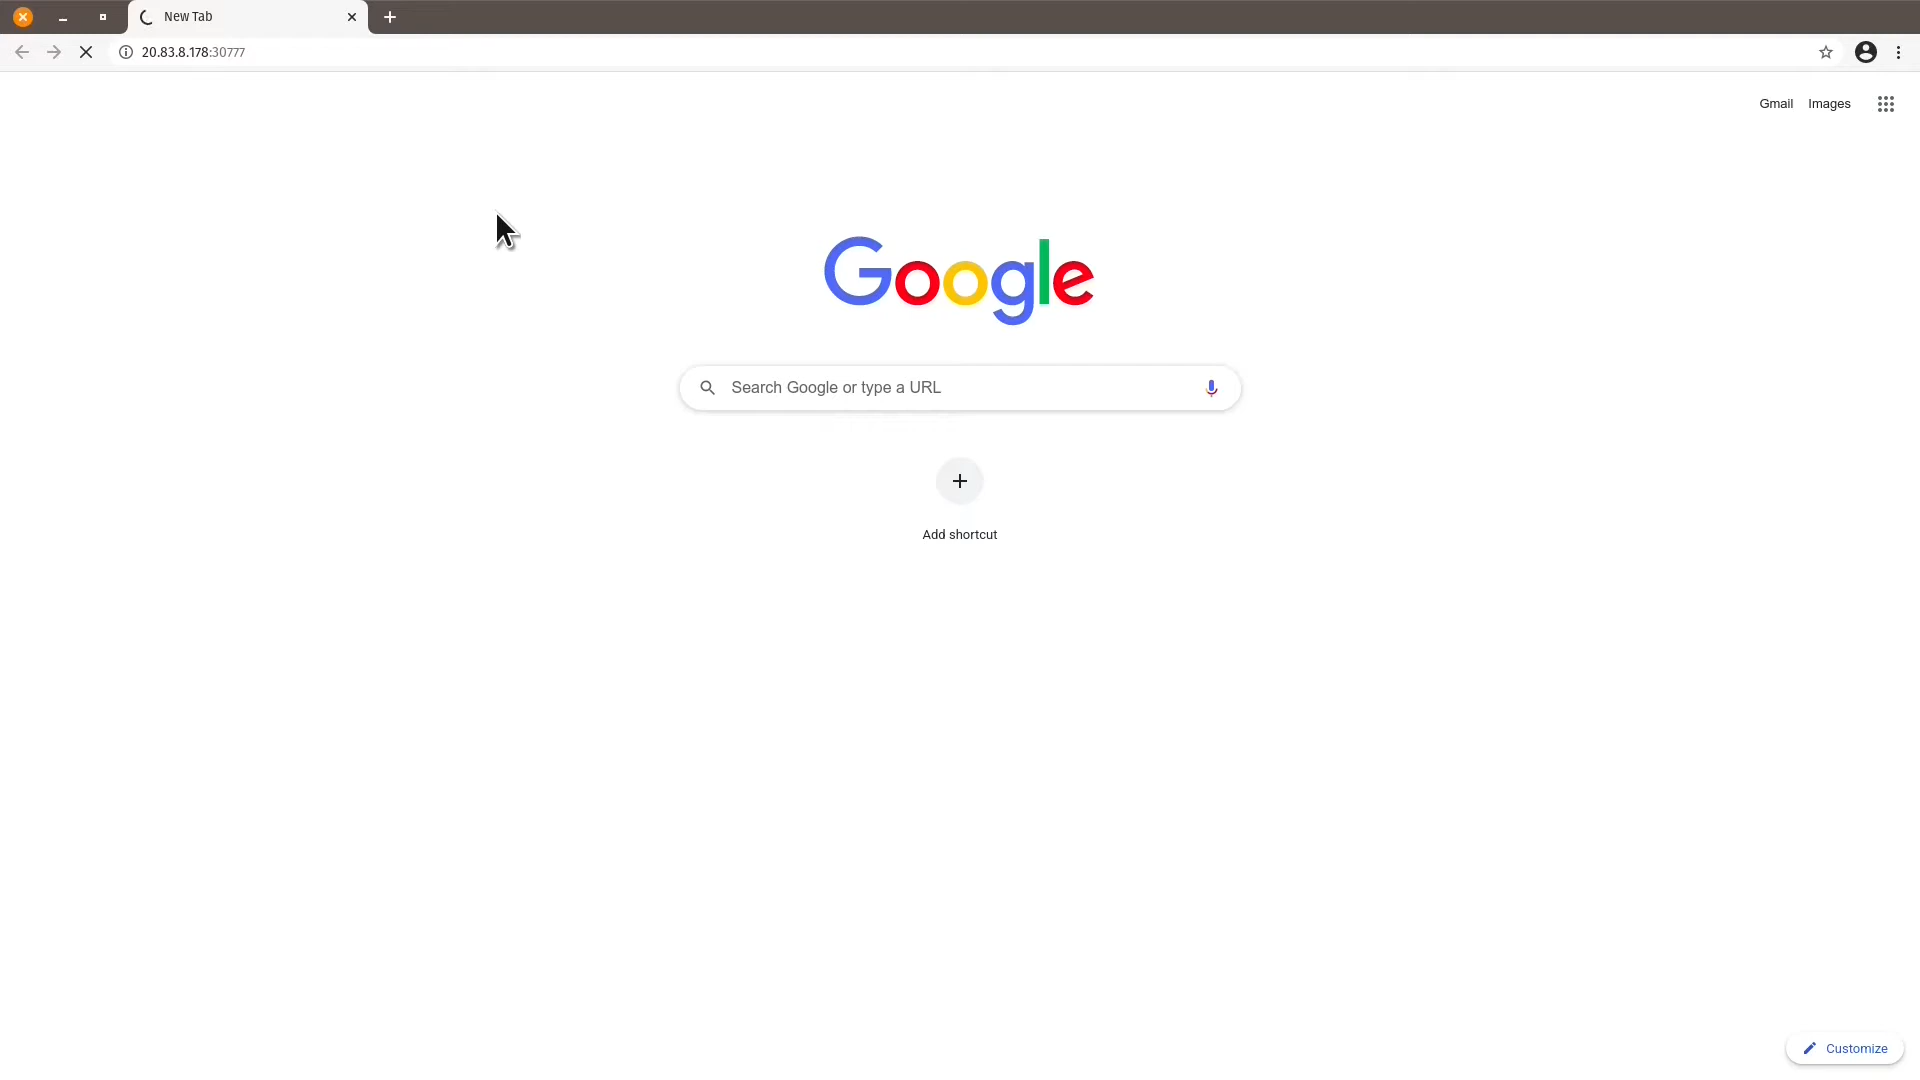 New Tab
20.83.8.178:30777
Gmail Images
Google
Search Google or type a URL
Add shortcut
Customize